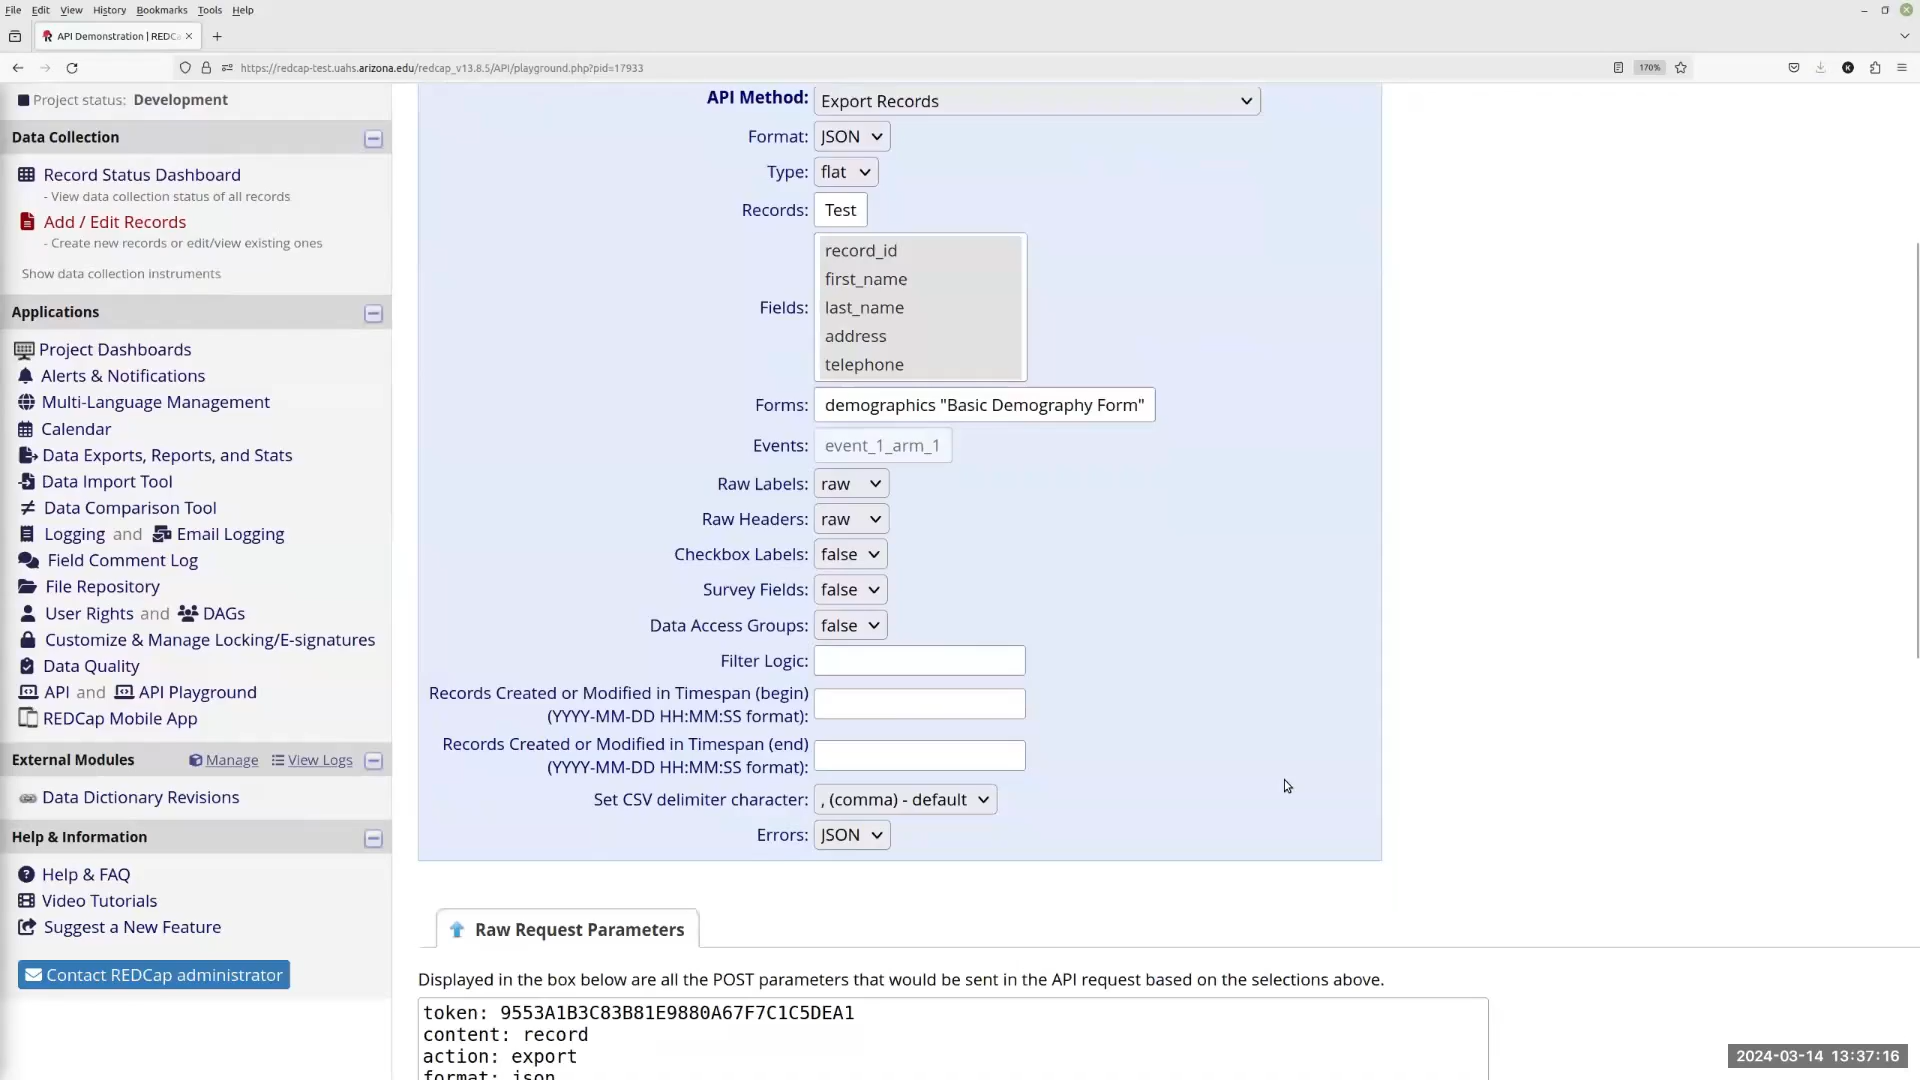 File Edit View History Bookmarks Tools Help
API Demonstration | REDCa
https://redcap-test.uahs.arizona.edu/redcap_v13.8.5/API/playground.php?pid=17933
170%
K
Project status: Development
Data Collection
Record Status Dashboard
- View data collection status of all records
Add / Edit Records
- Create new records or edit/view existing ones
Show data collection instruments
Applications
Project Dashboards
Alerts & Notifications
Multi-Language Management
Calendar
Data Exports, Reports, and Stats
Data Import Tool
Data Comparison Tool
Logging and Email Logging
Field Comment Log
File Repository
User Rights and DAGs
Customize & Manage Locking/E-signatures
Data Quality
API and API Playground
REDCap Mobile App
External Modules Manage View Logs
Data Dictionary Revisions
Help & Information
Help & FAQ
Video Tutorials
Suggest a New Feature
Contact REDCap administrator
API Method: Export Records
Format: JSON
Type: flat
Records: Test
Fields:
record_id
first_name
last_name
address
telephone
Forms: demographics "Basic Demography Form"
Events: event_1_arm_1
Raw Labels: raw
Raw Headers: raw
Checkbox Labels: false
Survey Fields: false
Data Access Groups: false
Filter Logic:
Records Created or Modified in Timespan (begin)
(YYYY-MM-DD HH:MM:SS format):
Records Created or Modified in Timespan (end)
(YYYY-MM-DD HH:MM:SS format):
Set CSV delimiter character: , (comma) - default
Errors: JSON
Raw Request Parameters
Displayed in the box below are all the POST parameters that would be sent in the API request based on the selections above.
token: 9553A1B3C83B81E9880A67F7C1C5DEA1
content: record
action: export
format: json
2024-03-14 13:37:16